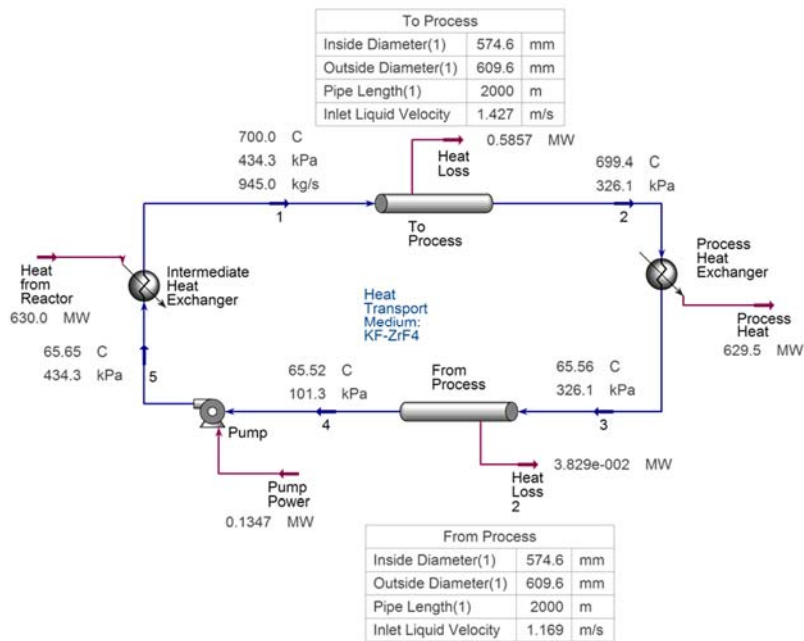 To Process
Inside Diameter(1) 574.6 mm
Outside Diameter(1) 609.6 mm
Pipe Length(1) 2000 m
Inlet Liquid Velocity 1.427 m/s
700.0 C
434.3 kPa
945.0 kg/s
Heat
Loss
0.5857 MW
699.4 C
326.1 kPa
1
To
Process
2
Heat
from
Reactor
630.0 MW
Intermediate
Heat
Exchanger
Process
Heat
Exchanger
Heat
Transport
Medium:
KF-ZrF4
Process
Heat
629.5 MW
65.65 C
434.3 kPa
5
65.52 C
101.3 kPa
From
Process
65.56 C
326.1 kPa
4
3
Pump
Pump
Power
0.1347 MW
Heat
Loss
2
3.829e-002 MW
From Process
Inside Diameter(1) 574.6 mm
Outside Diameter(1) 609.6 mm
Pipe Length(1) 2000 m
Inlet Liquid Velocity 1.169 m/s